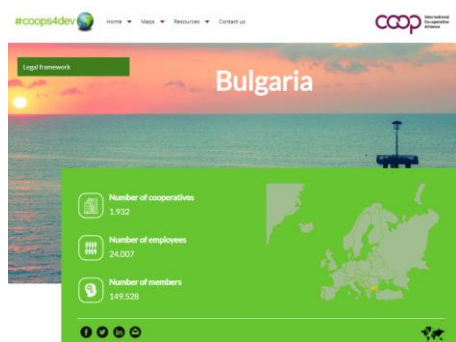 #coops4dev
Home Maps Resources Contact us
COOP International
Co-operative
Alliance
Legal framework
Bulgaria
Number of cooperatives
1.932
Number of employees
24.007
Number of members
149.528